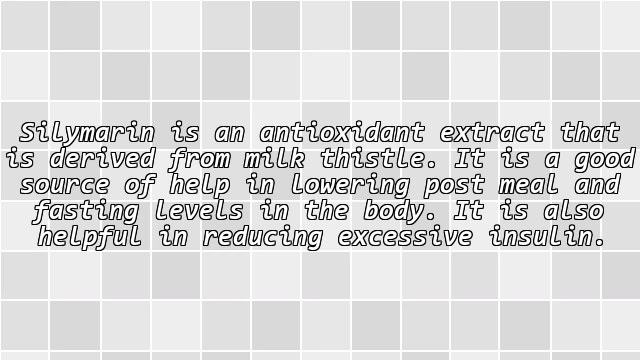 Silymarin is an antioxidant extract that
is derived from milk thistle. It is a good
source of help in lowering post meal and
fasting levels in the body. It is also
helpful in reducing excessive insulin.